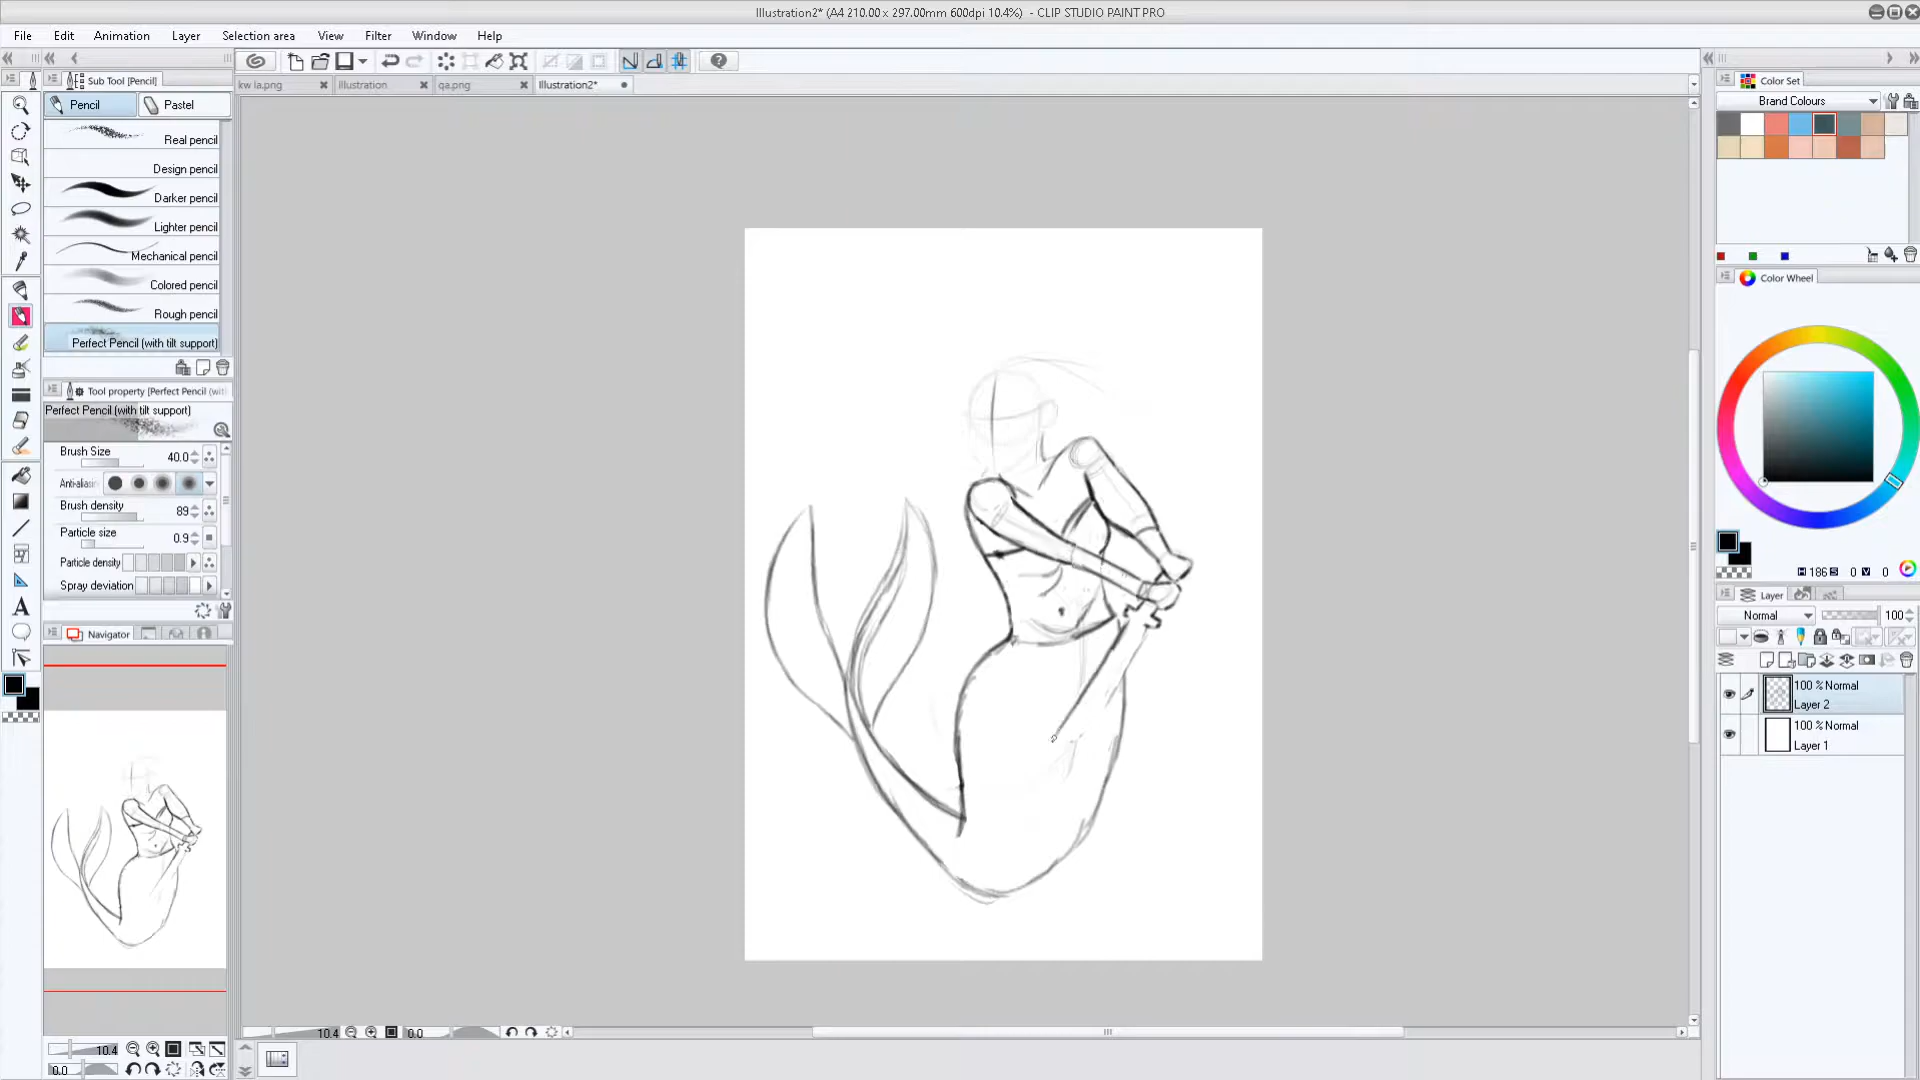 Illustration2* (A4 210.00 x 297.00mm 600dpi 10.4%) - CLIP STUDIO PAINT PRO
File Edit Animation Layer Selection area View Filter Window Help
Sub Tool [Pencil]
Pencil Pastel
Real pencil
Design pencil
Darker pencil
Lighter pencil
Mechanical pencil
Colored pencil
Rough pencil
Perfect Pencil (with tilt support)
Tool property [Perfect Pencil (with
Perfect Pencil (with tilt support)
Brush Size 40.0
Anti-aliasing
Brush density 89
Particle size 0.9
Particle density
Spray deviation
Navigator
10.4
0.0
kw la.png Illustration qa.png Illustration2*
10.4 0.0
Color Set
Brand Colours
Color Wheel
H 186 S 0 V 0
Layer
Normal 100
100 % Normal
Layer 2
100 % Normal
Layer 1
A